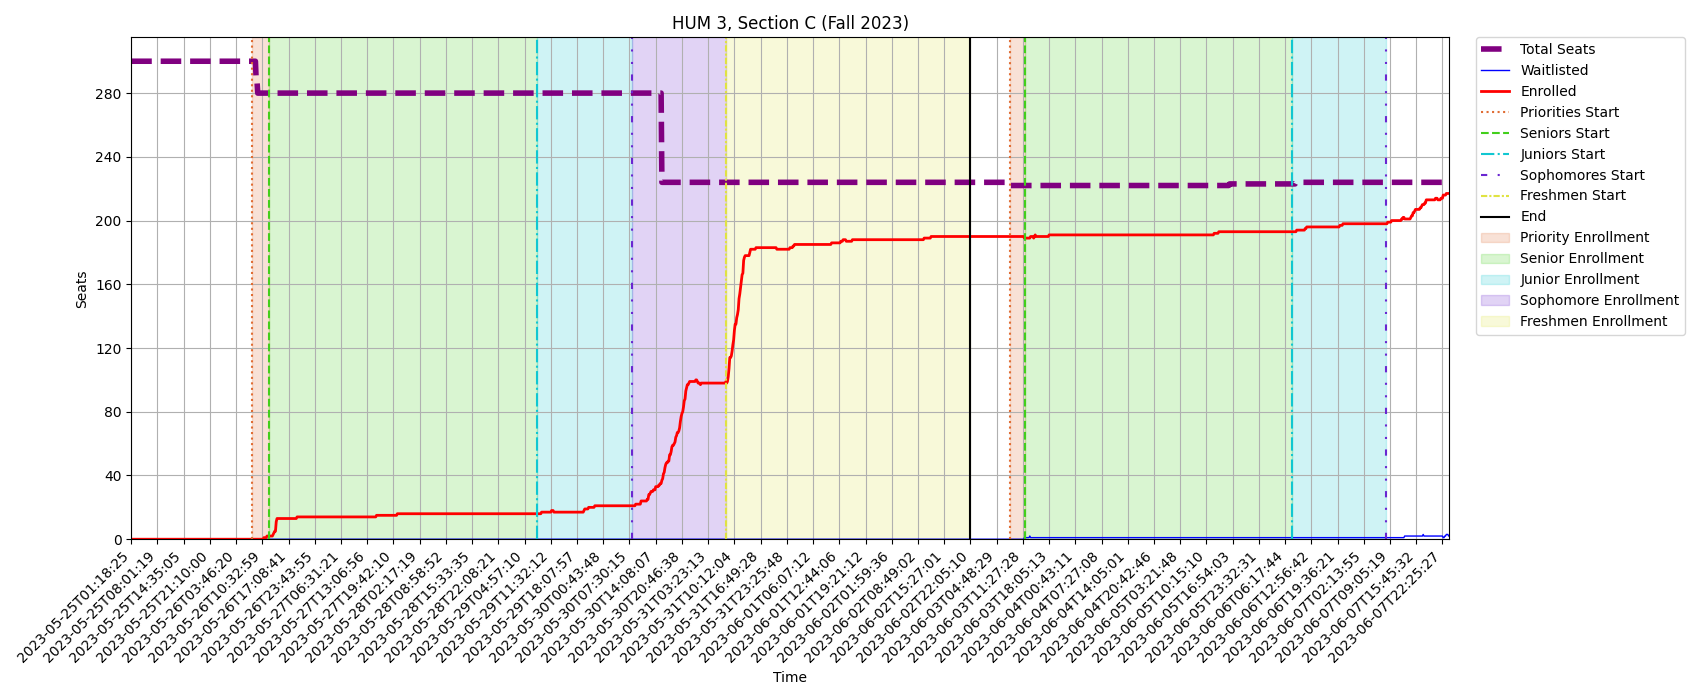 HUM 3, Section C (Fall 2023)
Total Seats
Waitlisted
Enrolled
Priorities Start
Seniors Start
Juniors Start
Sophomores Start
Freshmen Start
End
Priority Enrollment
Senior Enrollment
Junior Enrollment
Sophomore Enrollment
Freshmen Enrollment
Seats
280
240
200
160
120
80
40
0
2023-05-25T01:18:25
2023-05-25T08:01:19
2023-05-25T14:35:05
2023-05-25T21:10:00
2023-05-26T03:46:20
2023-05-26T10:32:59
2023-05-26T17:08:41
2023-05-26T23:43:55
2023-05-27T06:31:21
2023-05-27T13:06:56
2023-05-27T19:42:10
2023-05-28T02:17:19
2023-05-28T08:58:52
2023-05-28T15:33:35
2023-05-28T22:08:21
2023-05-29T04:57:10
2023-05-29T11:32:12
2023-05-29T18:07:57
2023-05-30T00:43:48
2023-05-30T07:30:15
2023-05-30T14:08:07
2023-05-30T20:46:38
2023-05-31T03:23:13
2023-05-31T10:12:04
2023-05-31T16:49:28
2023-05-31T23:25:48
2023-06-01T06:07:12
2023-06-01T12:44:06
2023-06-01T19:21:12
2023-06-02T01:59:36
2023-06-02T08:49:02
2023-06-02T15:27:01
2023-06-02T22:05:10
2023-06-03T04:48:29
2023-06-03T11:27:28
2023-06-03T18:05:13
2023-06-04T00:43:11
2023-06-04T07:27:08
2023-06-04T14:05:01
2023-06-04T20:42:46
2023-06-05T03:21:48
2023-06-05T10:15:10
2023-06-05T16:54:03
2023-06-05T23:32:31
2023-06-06T06:17:44
2023-06-06T12:56:42
2023-06-06T19:36:21
2023-06-07T02:13:55
2023-06-07T09:05:19
2023-06-07T15:45:32
2023-06-07T22:25:27
Time